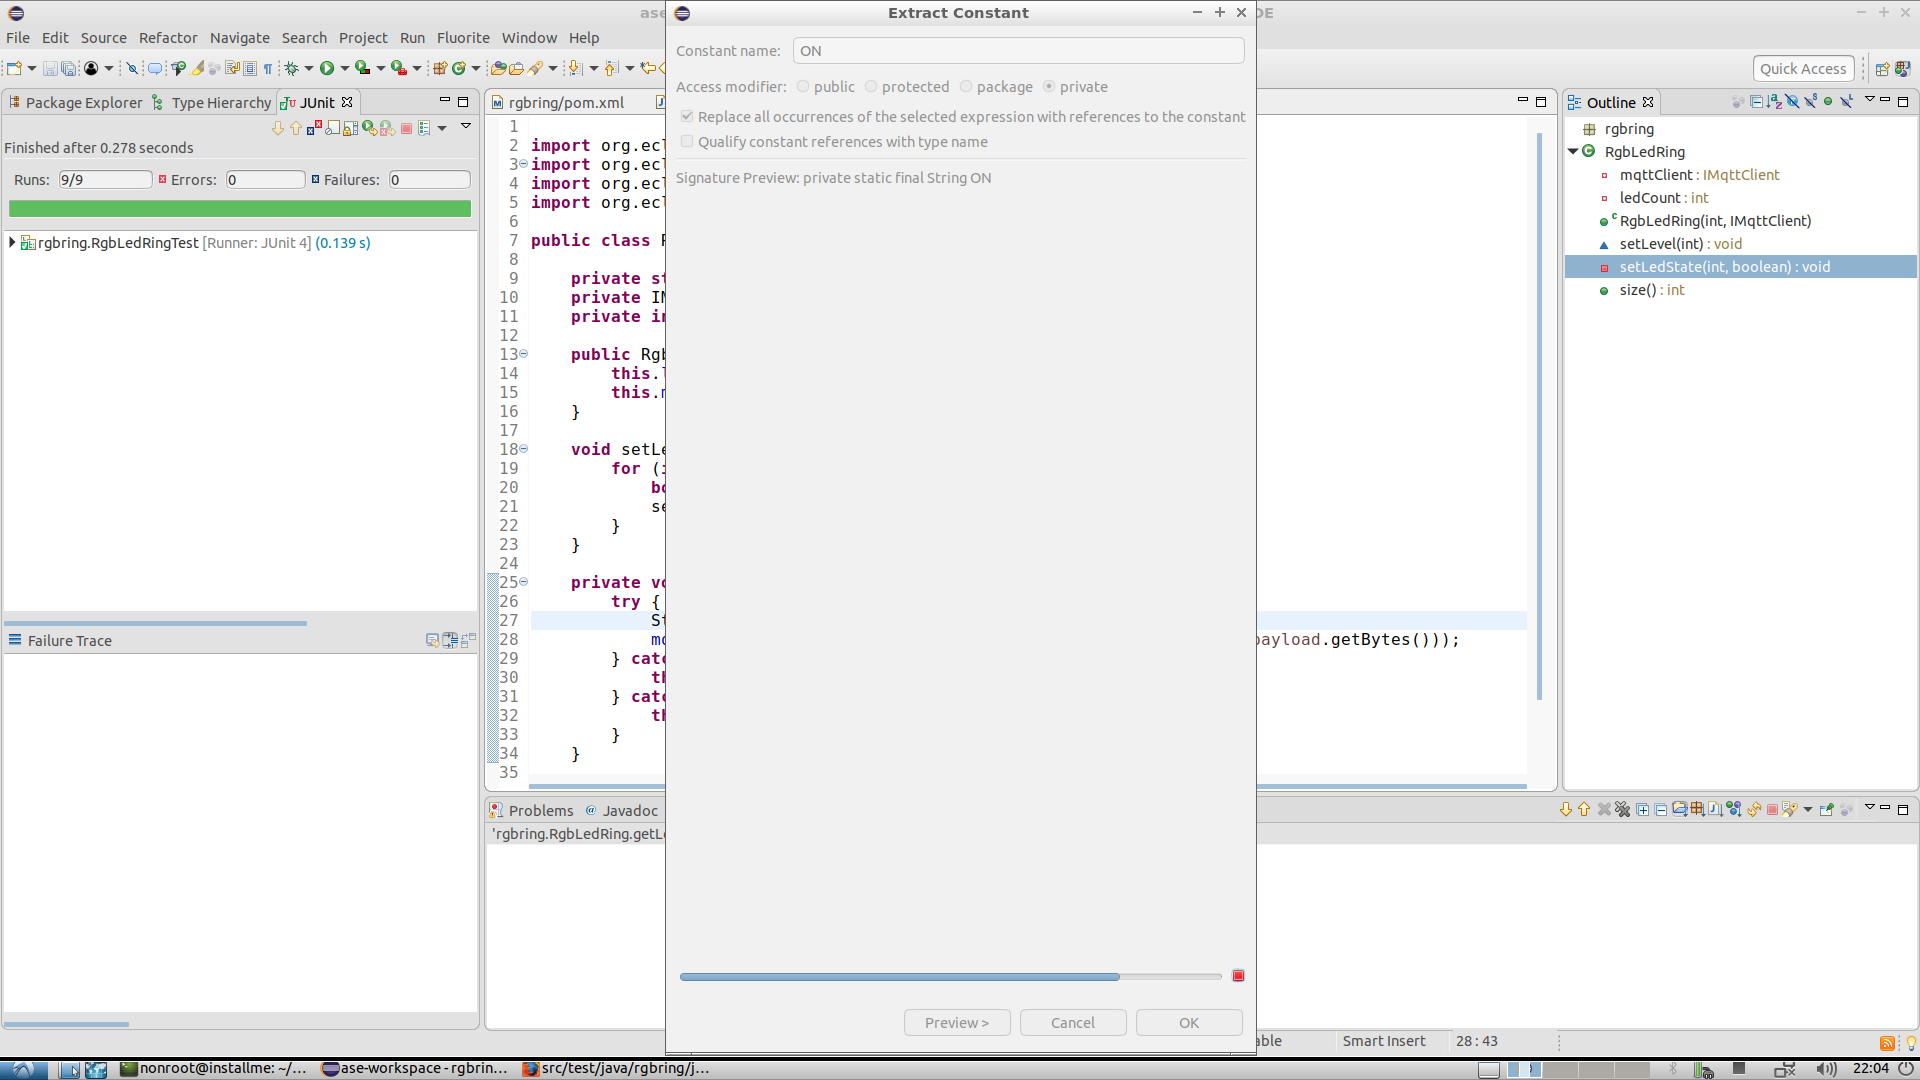 Extract Constant
ase
DE
File Edit Source Refactor Navigate Search Project Run Fluorite Window Help
Quick Access
Package Explorer Type Hierarchy JUnit
Finished after 0.278 seconds
Runs: 9/9 Errors: 0 Failures: 0
rgbring.RgbLedRingTest [Runner: JUnit 4] (0.139 s)
Failure Trace
rgbring/pom.xml
1
2 import org.ecl
3 import org.ecl
4 import org.ecl
5 import org.ecl
6
7 public class R
8
9 private st
10 private IM
11 private in
12
13 public Rgb
14 this.l
15 this.m
16 }
17
18 void setLe
19 for (i
20 bo
21 se
22 }
23 }
24
25 private vo
26 try {
27 St
28 mq payload.getBytes()));
29 } catc
30 th
31 } catc
32 th
33 }
34 }
35
Constant name: ON
Access modifier: public protected package private
Replace all occurrences of the selected expression with references to the constant
Qualify constant references with type name
Signature Preview: private static final String ON
Preview > Cancel OK
Outline
rgbring
RgbLedRing
mqttClient : IMqttClient
ledCount : int
RgbLedRing(int, IMqttClient)
setLevel(int) : void
setLedState(int, boolean) : void
size() : int
Problems @ Javadoc
'rgbring.RgbLedRing.getLe
able Smart Insert 28 : 43
nonroot@installme: ~/... ase-workspace - rgbrin... src/test/java/rgbring/j... 22:04